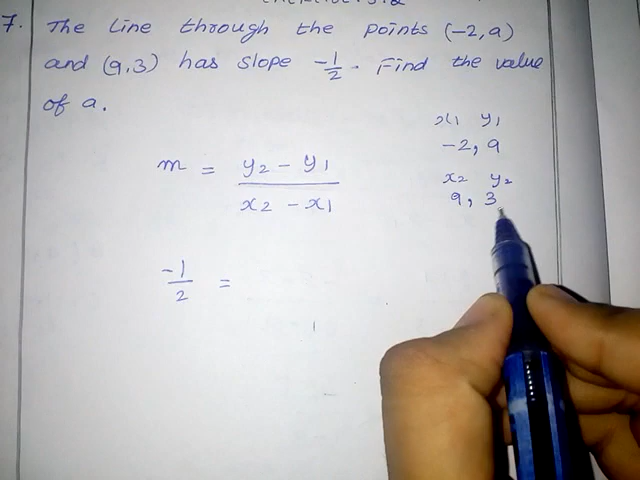 7. The line through the points (-2, a)
and (9, 3) has slope -1/2. Find the value
of a.
x1 y1
-2, a
m = y2 - y1 / x2 - x1
x2 y2
9, 3
-1/2 =